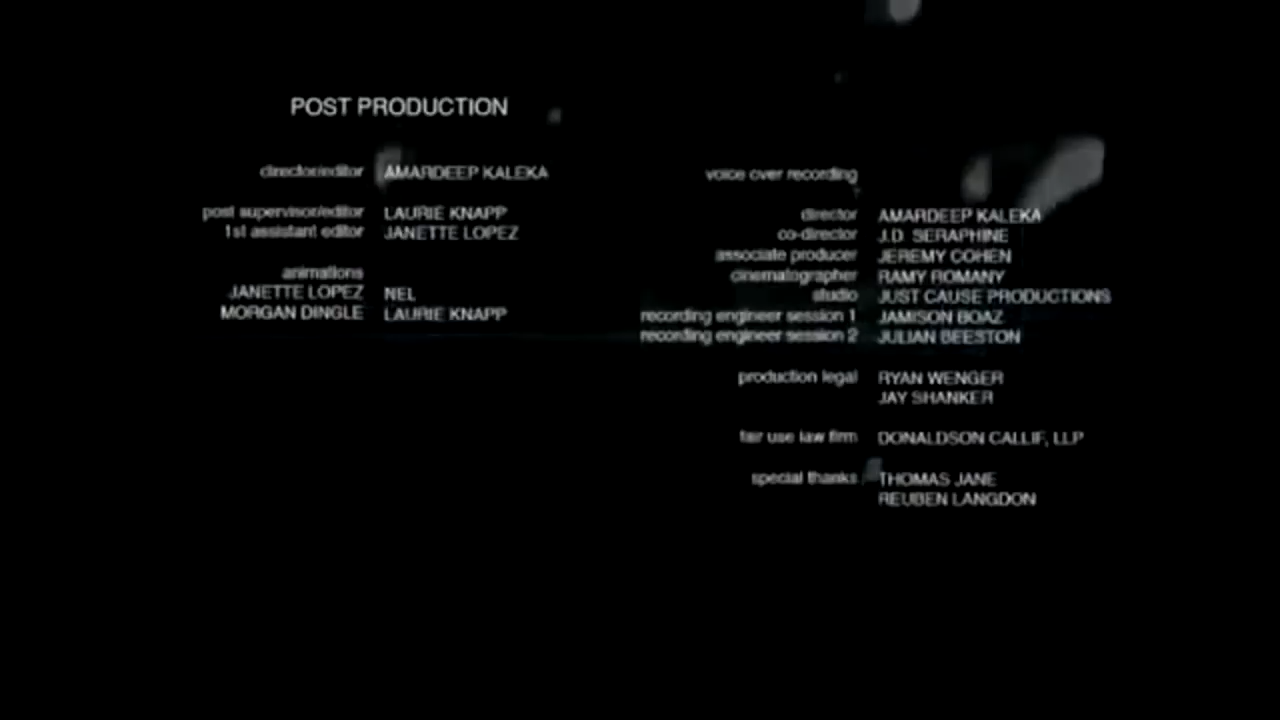 POST PRODUCTION
director/editor AMARDEEP KALEKA
post supervisor/editor LAURIE KNAPP
1st assistant editor JANETTE LOPEZ
animations
JANETTE LOPEZ NEL
MORGAN DINGLE LAURIE KNAPP
voice over recording
director AMARDEEP KALEKA
co-director J.D. SERAPHINE
associate producer JEREMY COHEN
cinematographer RAMY ROMANY
studio JUST CAUSE PRODUCTIONS
recording engineer session 1 JAMISON BOAZ
recording engineer session 2 JULIAN BEESTON
production legal RYAN WENGER
JAY SHANKER
fair use law firm DONALDSON CALLIF, LLP
special thanks THOMAS JANE
REUBEN LANGDON